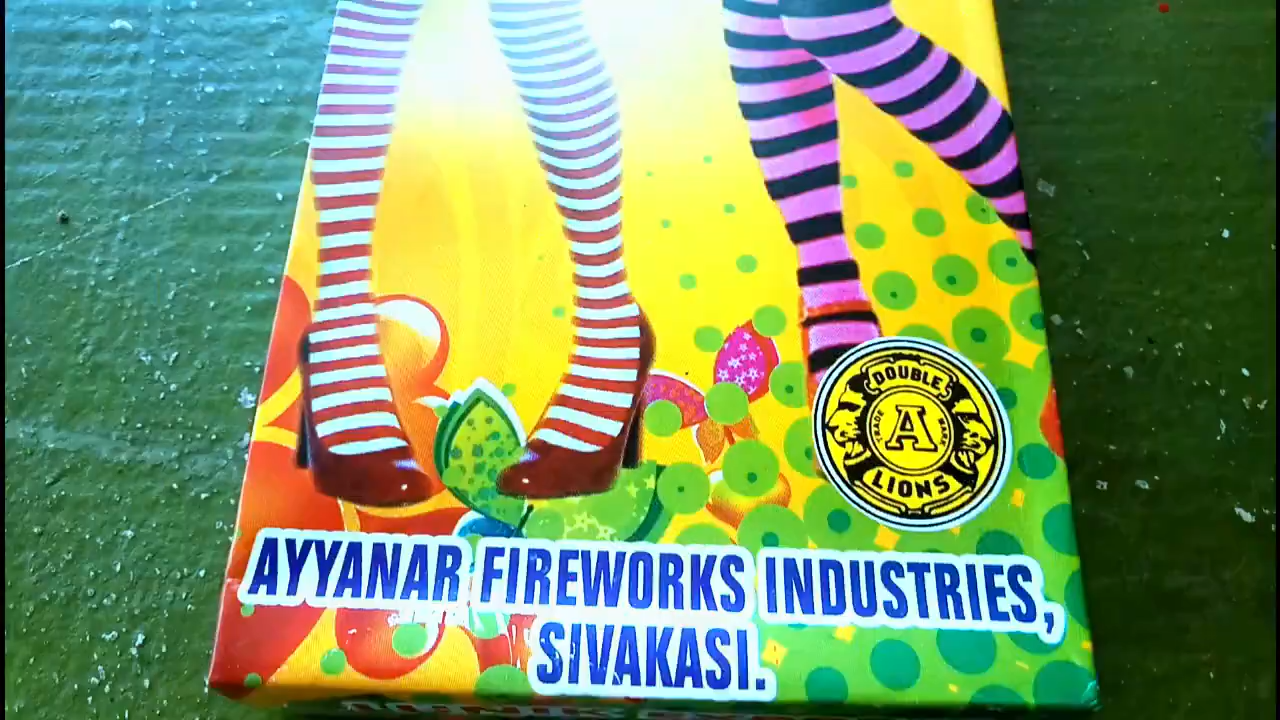 DOUBLE
TRADE A MARK
LIONS
AYYANAR FIREWORKS INDUSTRIES,
SIVAKASI.